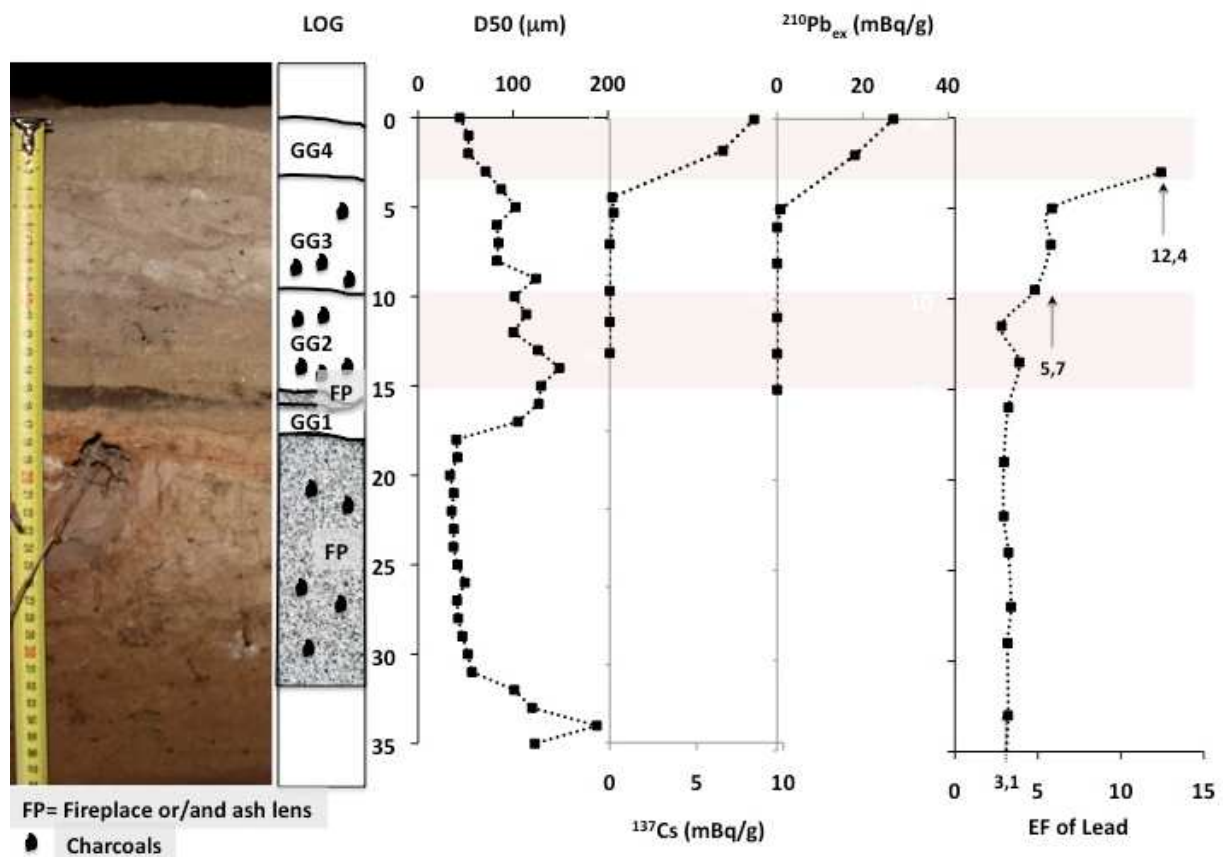 LOG
D50 (µm)
²¹⁰Pbₑₓ (mBq/g)
0 100 200
0 20 40
0
5
10
15
20
25
30
35
GG4
GG3
GG2
FP
GG1
FP
12,4
5,7
3,1
0 10
0 5 10 15
¹³⁷Cs (mBq/g)
EF of Lead
FP= Fireplace or/and ash lens
Charcoals